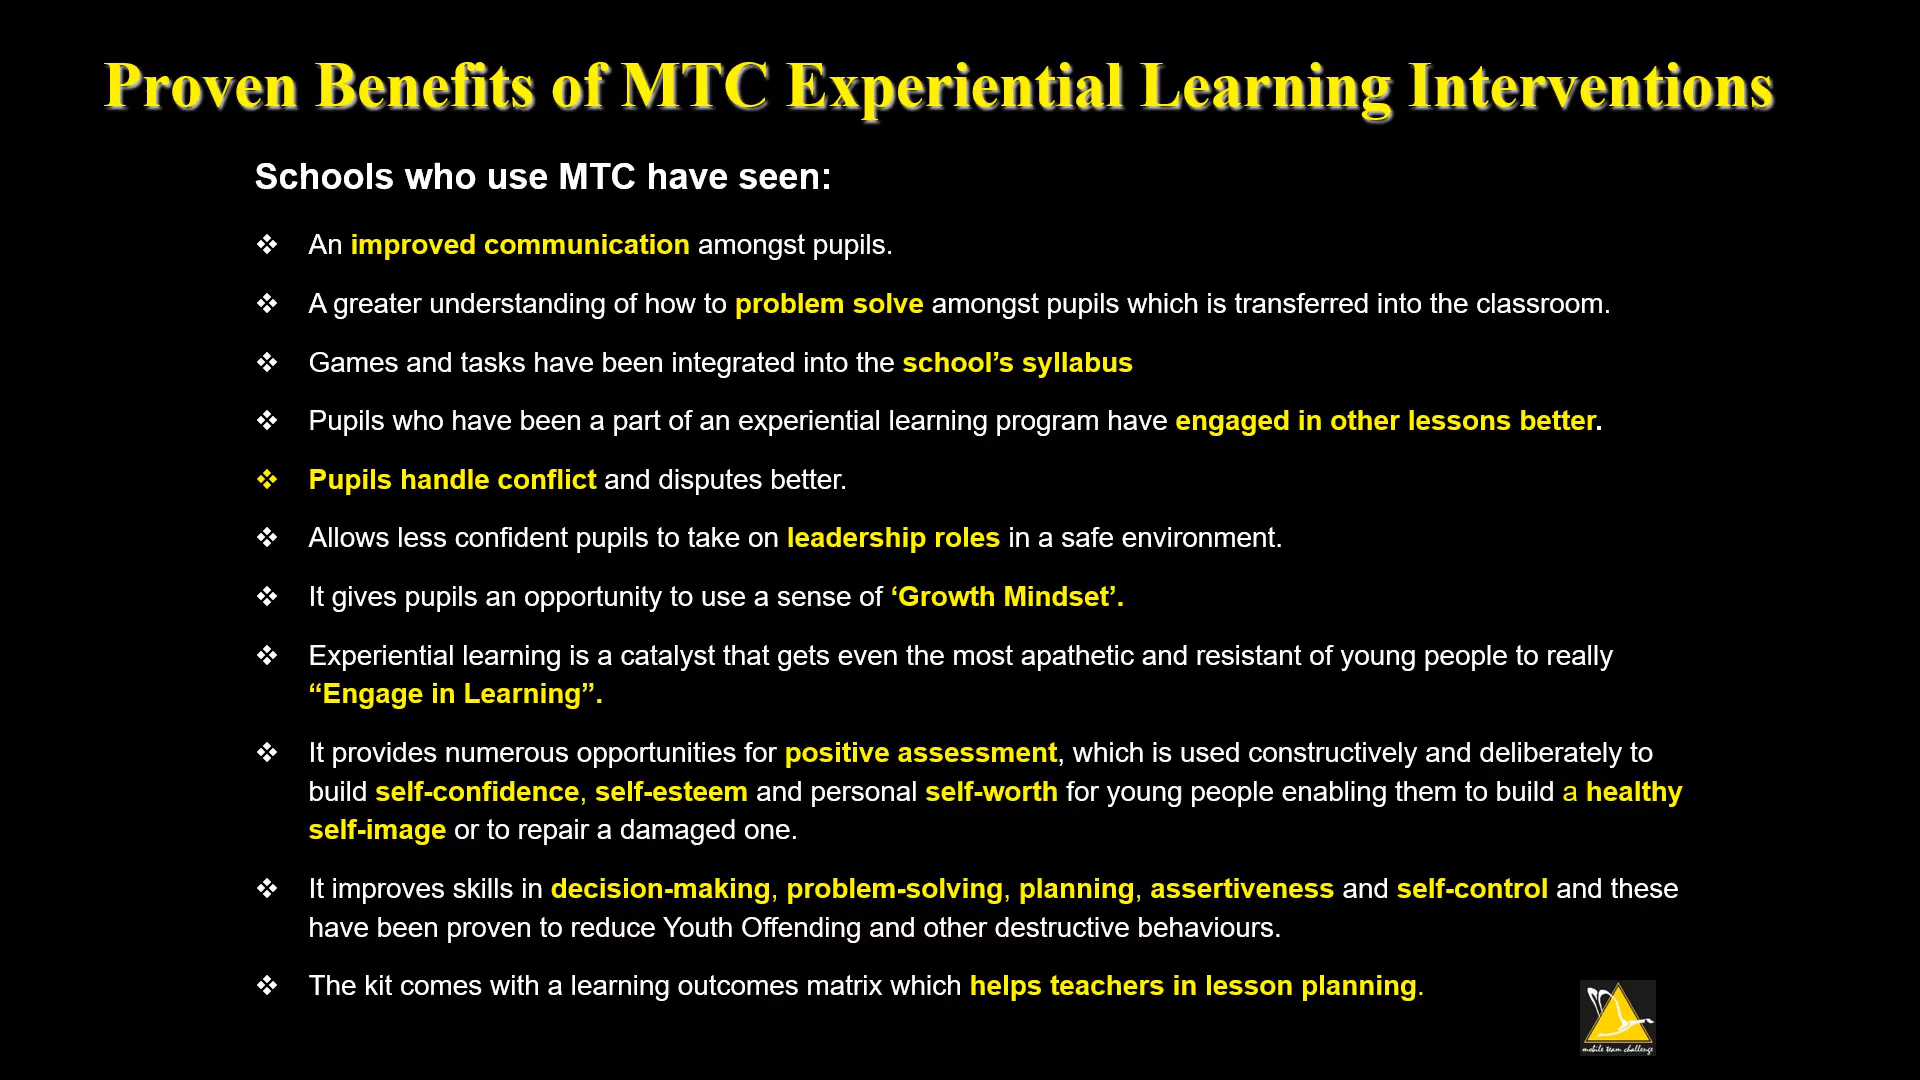 Proven Benefits of MTC Experiential Learning Interventions
Schools who use MTC have seen:
❖ An improved communication amongst pupils.
❖ A greater understanding of how to problem solve amongst pupils which is transferred into the classroom.
❖ Games and tasks have been integrated into the school’s syllabus
❖ Pupils who have been a part of an experiential learning program have engaged in other lessons better.
❖ Pupils handle conflict and disputes better.
❖ Allows less confident pupils to take on leadership roles in a safe environment.
❖ It gives pupils an opportunity to use a sense of ‘Growth Mindset’.
❖ Experiential learning is a catalyst that gets even the most apathetic and resistant of young people to really
“Engage in Learning”.
❖ It provides numerous opportunities for positive assessment, which is used constructively and deliberately to
build self-confidence, self-esteem and personal self-worth for young people enabling them to build a healthy
self-image or to repair a damaged one.
❖ It improves skills in decision-making, problem-solving, planning, assertiveness and self-control and these
have been proven to reduce Youth Offending and other destructive behaviours.
❖ The kit comes with a learning outcomes matrix which helps teachers in lesson planning.
mobile team challenge